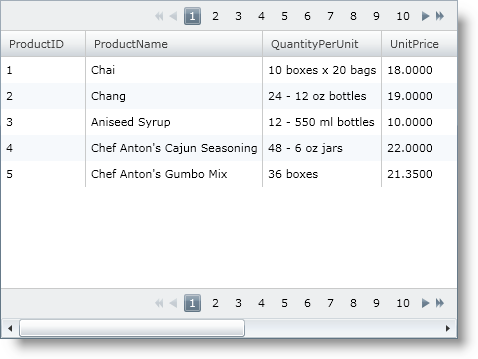 1 2 3 4 5 6 7 8 9 10
ProductID ProductName QuantityPerUnit UnitPrice
1 Chai 10 boxes x 20 bags 18.0000
2 Chang 24 - 12 oz bottles 19.0000
3 Aniseed Syrup 12 - 550 ml bottles 10.0000
4 Chef Anton's Cajun Seasoning 48 - 6 oz jars 22.0000
5 Chef Anton's Gumbo Mix 36 boxes 21.3500
1 2 3 4 5 6 7 8 9 10